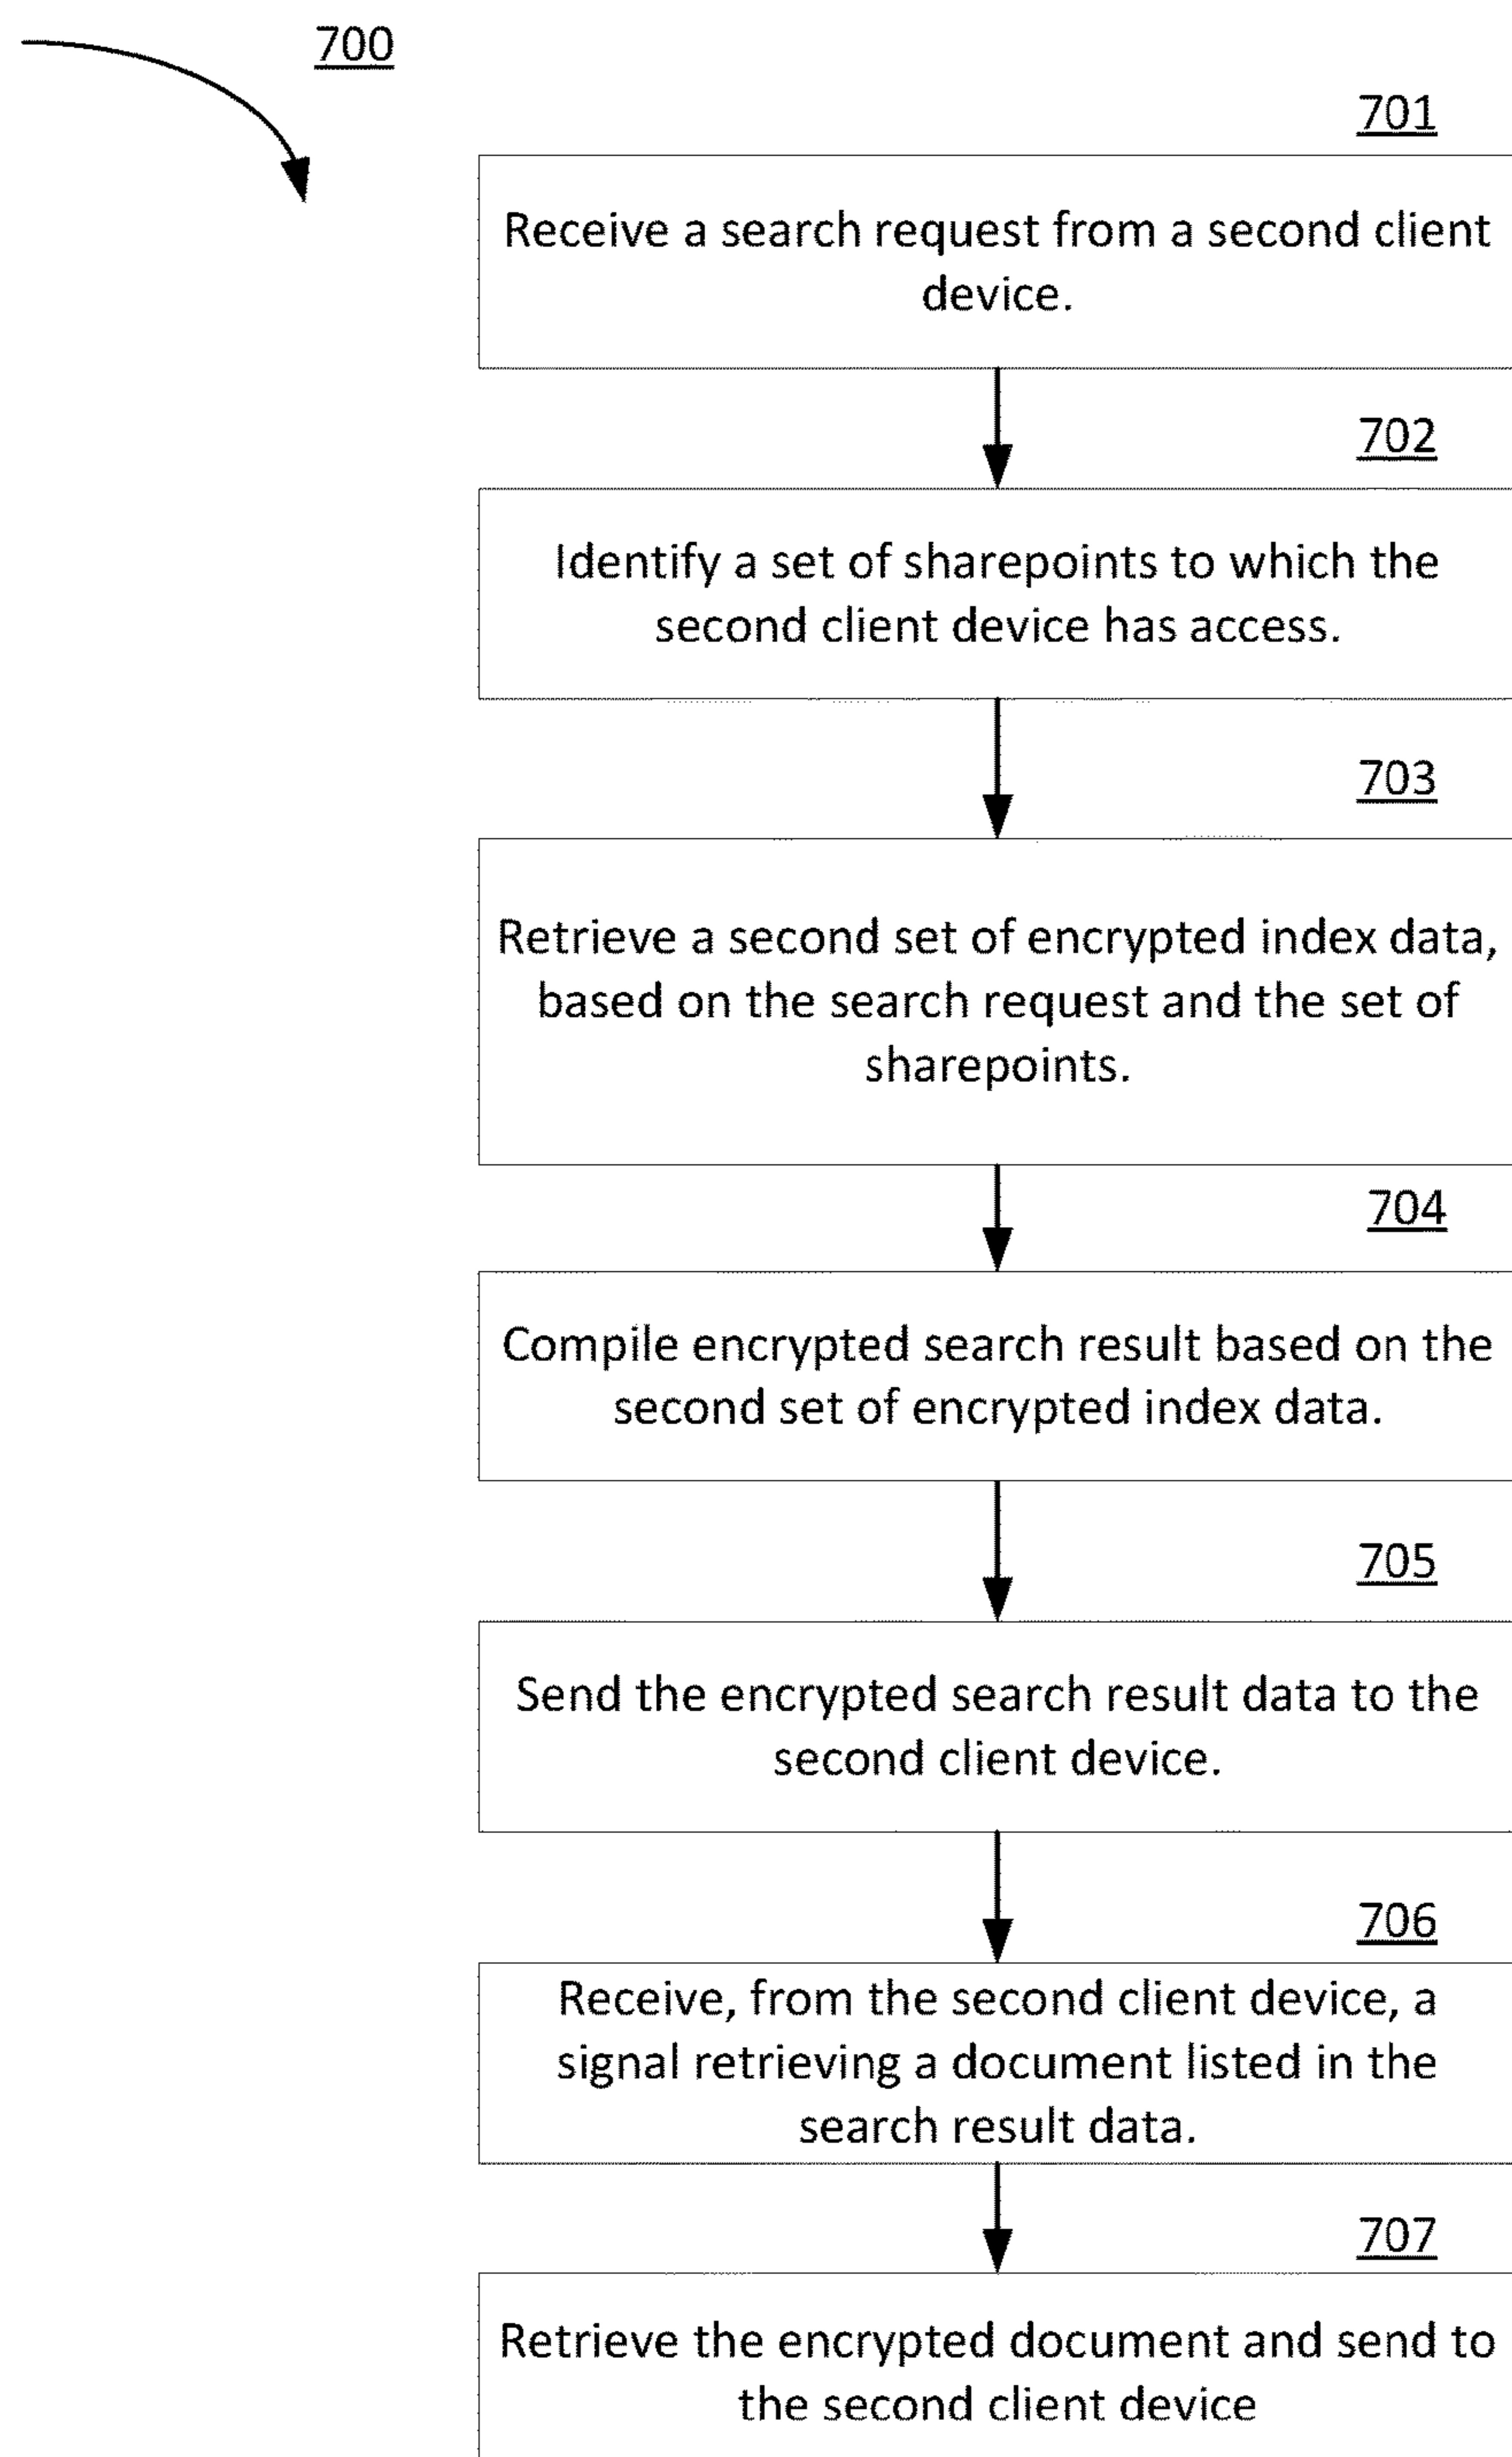 700
701
Receive a search request from a second client
device.
702
Identify a set of sharepoints to which the
second client device has access.
703
Retrieve a second set of encrypted index data,
based on the search request and the set of
sharepoints.
704
Compile encrypted search result based on the
second set of encrypted index data.
705
Send the encrypted search result data to the
second client device.
706
Receive, from the second client device, a
signal retrieving a document listed in the
search result data.
707
Retrieve the encrypted document and send to
the second client device